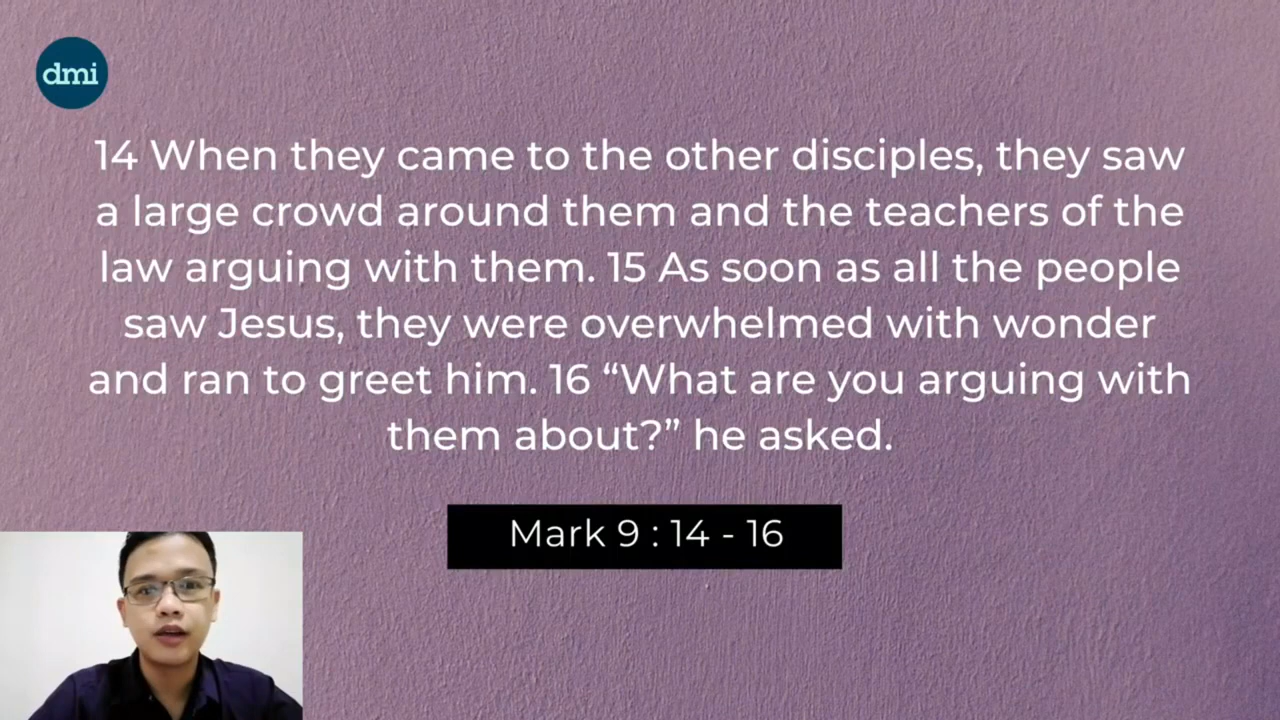 dmi
14 When they came to the other disciples, they saw
a large crowd around them and the teachers of the
law arguing with them. 15 As soon as all the people
saw Jesus, they were overwhelmed with wonder
and ran to greet him. 16 “What are you arguing with
them about?” he asked.
Mark 9 : 14 - 16